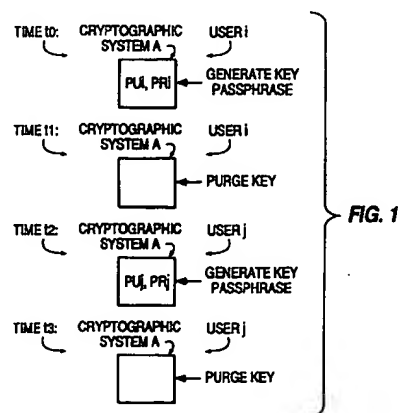 TIME t0: CRYPTOGRAPHIC SYSTEM A USER i
PUi, PRi
GENERATE KEY PASSPHRASE
TIME t1: CRYPTOGRAPHIC SYSTEM A USER i
PURGE KEY
FIG. 1
TIME t2: CRYPTOGRAPHIC SYSTEM A USER j
PUj, PRj
GENERATE KEY PASSPHRASE
TIME t3: CRYPTOGRAPHIC SYSTEM A USER j
PURGE KEY